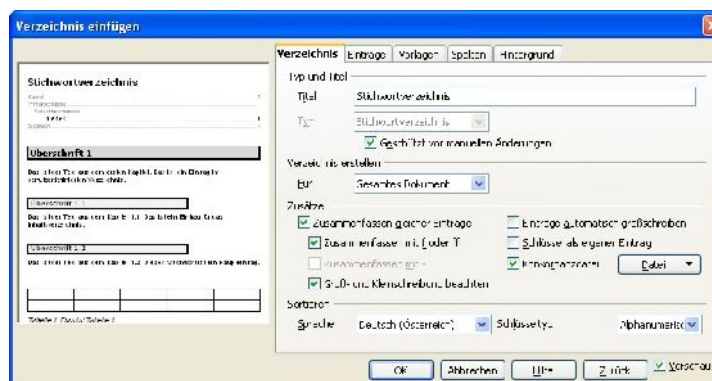 Verzeichnis einfügen
Verzeichnis Einträge Vorlagen Spalten Hintergrund
Stichwortverzeichnis
Überschrift 1
Überschrift 1.1
Überschrift 1.2
Typ und Titel
Titel Stichwortverzeichnis
Typ Stichwortverzeichnis
Geschützt vor manuellen Änderungen
Verzeichnis erstellen
Für Gesamtes Dokument
Zusätze
Zusammenfassen gleicher Einträge Einträge automatisch großschreiben
Zusammenfassen mit f oder ff Schlüssel als eigener Eintrag
Zusammenfassen mit - Konkordanzdatei Datei
Groß- und Kleinschreibung beachten
Sortieren
Sprache Deutsch (Österreich) Schlüsseltyp Alphanumerisc
OK Abbrechen Hilfe Zurück Vorschau